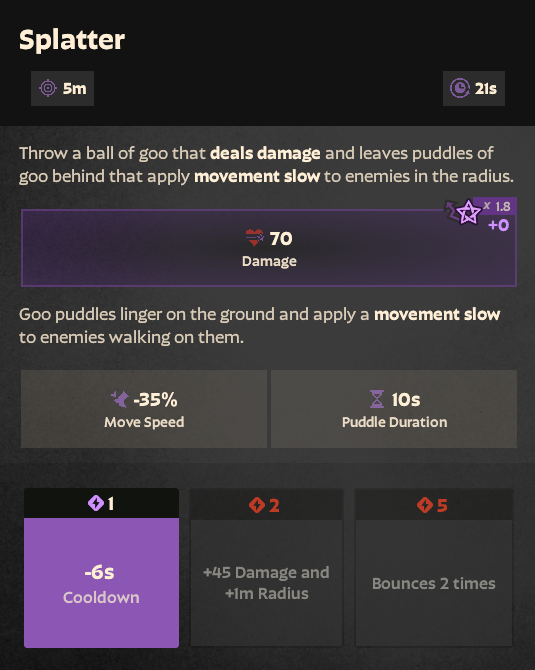 Splatter
5m
21s
Throw a ball of goo that deals damage and leaves puddles of
goo behind that apply movement slow to enemies in the radius.
x 1.8
+0
70
Damage
Goo puddles linger on the ground and apply a movement slow
to enemies walking on them.
-35%
Move Speed
10s
Puddle Duration
1
-6s
Cooldown
2
+45 Damage and
+1m Radius
5
Bounces 2 times